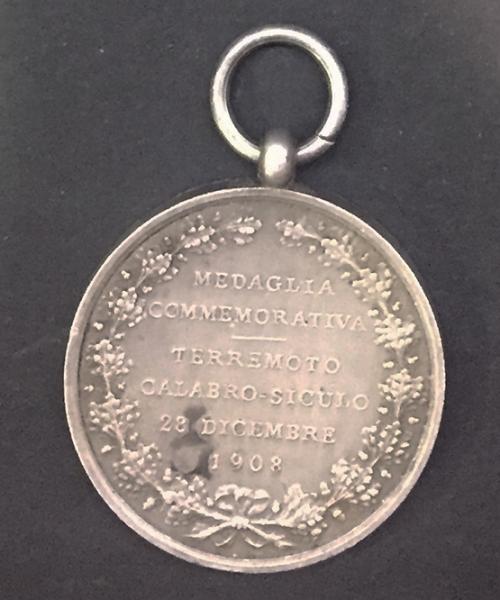 MEDAGLIA
COMMEMORATIVA
TERREMOTO
CALABRO-SICULO
28 DICEMBRE
1908